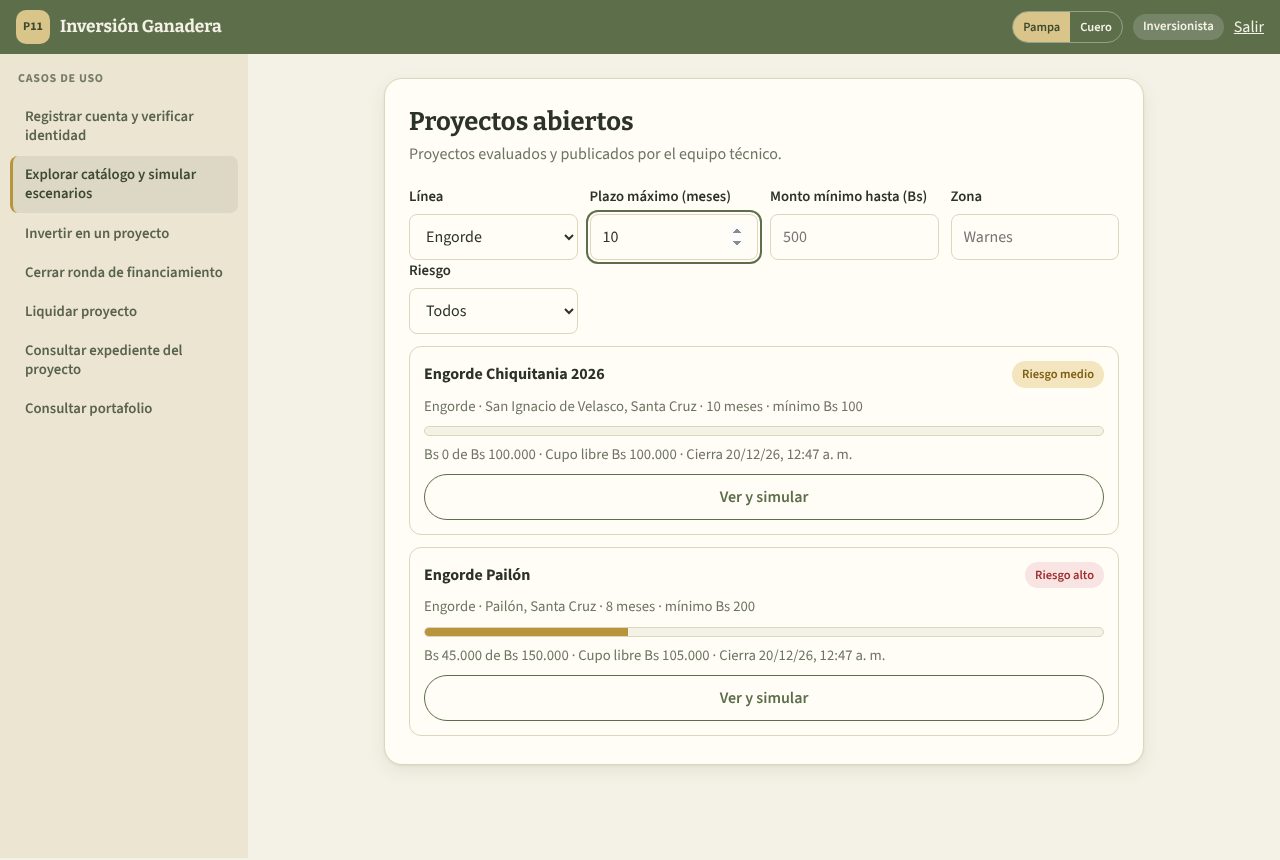 P11
Inversión Ganadera
Pampa
Cuero
Inversionista
Salir
CASOS DE USO
Registrar cuenta y verificar
identidad
Explorar catálogo y simular
escenarios
Invertir en un proyecto
Cerrar ronda de financiamiento
Liquidar proyecto
Consultar expediente del
proyecto
Consultar portafolio
Proyectos abiertos
Proyectos evaluados y publicados por el equipo técnico.
Línea
Plazo máximo (meses)
Monto mínimo hasta (Bs)
Zona
Engorde
10
500
Warnes
Riesgo
Todos
Engorde Chiquitania 2026
Riesgo medio
Engorde · San Ignacio de Velasco, Santa Cruz · 10 meses · mínimo Bs 100
Bs 0 de Bs 100.000 · Cupo libre Bs 100.000 · Cierra 20/12/26, 12:47 a. m.
Ver y simular
Engorde Pailón
Riesgo alto
Engorde · Pailón, Santa Cruz · 8 meses · mínimo Bs 200
Bs 45.000 de Bs 150.000 · Cupo libre Bs 105.000 · Cierra 20/12/26, 12:47 a. m.
Ver y simular